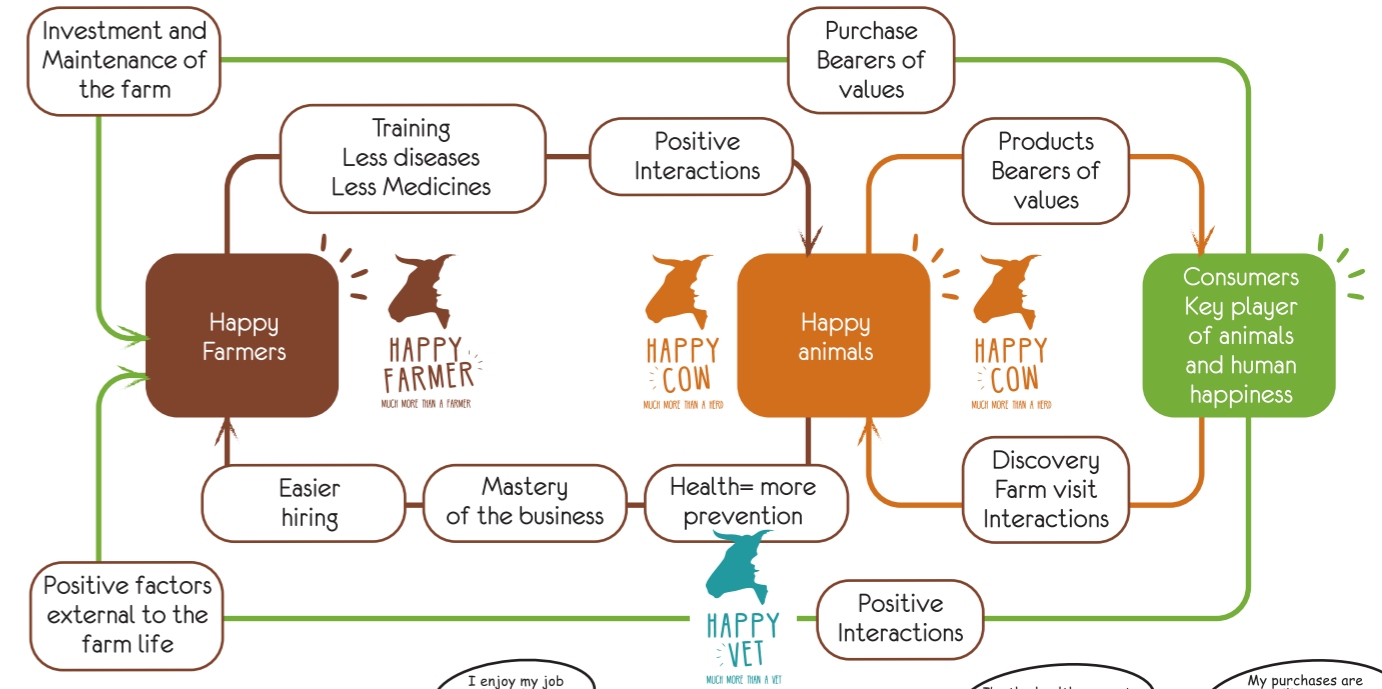 Investment and
Maintenance of
the farm
Purchase
Bearers of
values
Training
Less diseases
Less Medicines
Positive
Interactions
Products
Bearers of
values
Happy
Farmers
HAPPY
FARMER
MUCH MORE THAN A FARMER
HAPPY
COW
MUCH MORE THAN A HERD
Happy
animals
HAPPY
COW
MUCH MORE THAN A HERD
Consumers
Key player
of animals
and human
happiness
Easier
hiring
Mastery
of the business
Health= more
prevention
Discovery
Farm visit
Interactions
Positive factors
external to the
farm life
HAPPY
VET
MUCH MORE THAN A VET
Positive
Interactions
I enjoy my job
My purchases are